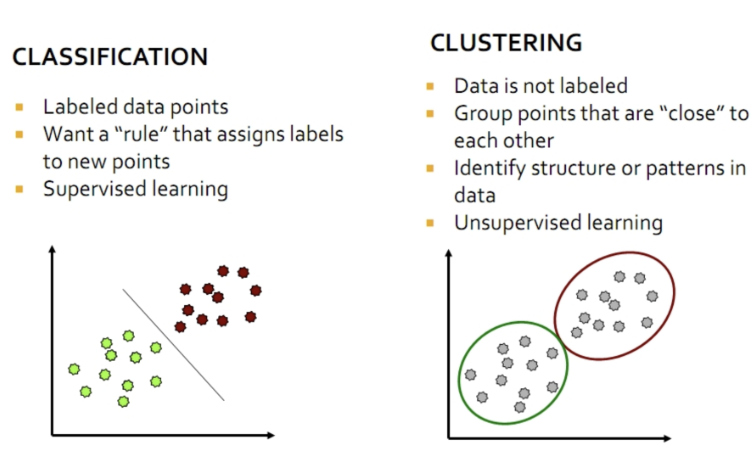 CLASSIFICATION
▪ Labeled data points
▪ Want a “rule” that assigns labels
to new points
▪ Supervised learning
CLUSTERING
▪ Data is not labeled
▪ Group points that are “close” to
each other
▪ Identify structure or patterns in
data
▪ Unsupervised learning